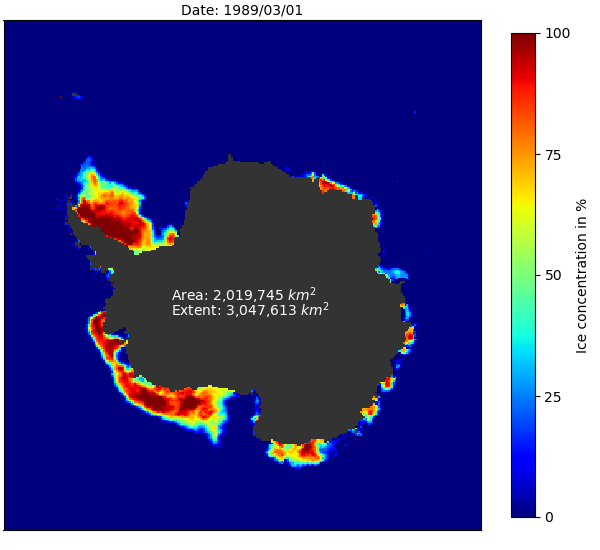 Date: 1989/03/01
100
75
50
25
0
Ice concentration in %
Area: 2,019,745 km²
Extent: 3,047,613 km²